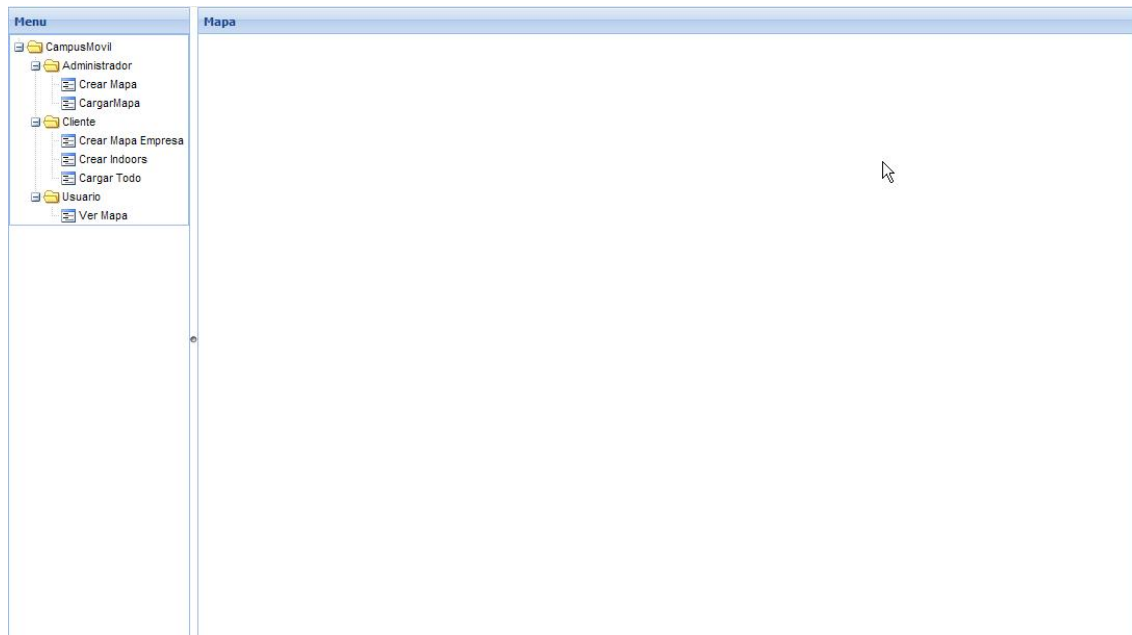 Menu
Mapa
CampusMovil
Administrador
Crear Mapa
CargarMapa
Cliente
Crear Mapa Empresa
Crear Indoors
Cargar Todo
Usuario
Ver Mapa